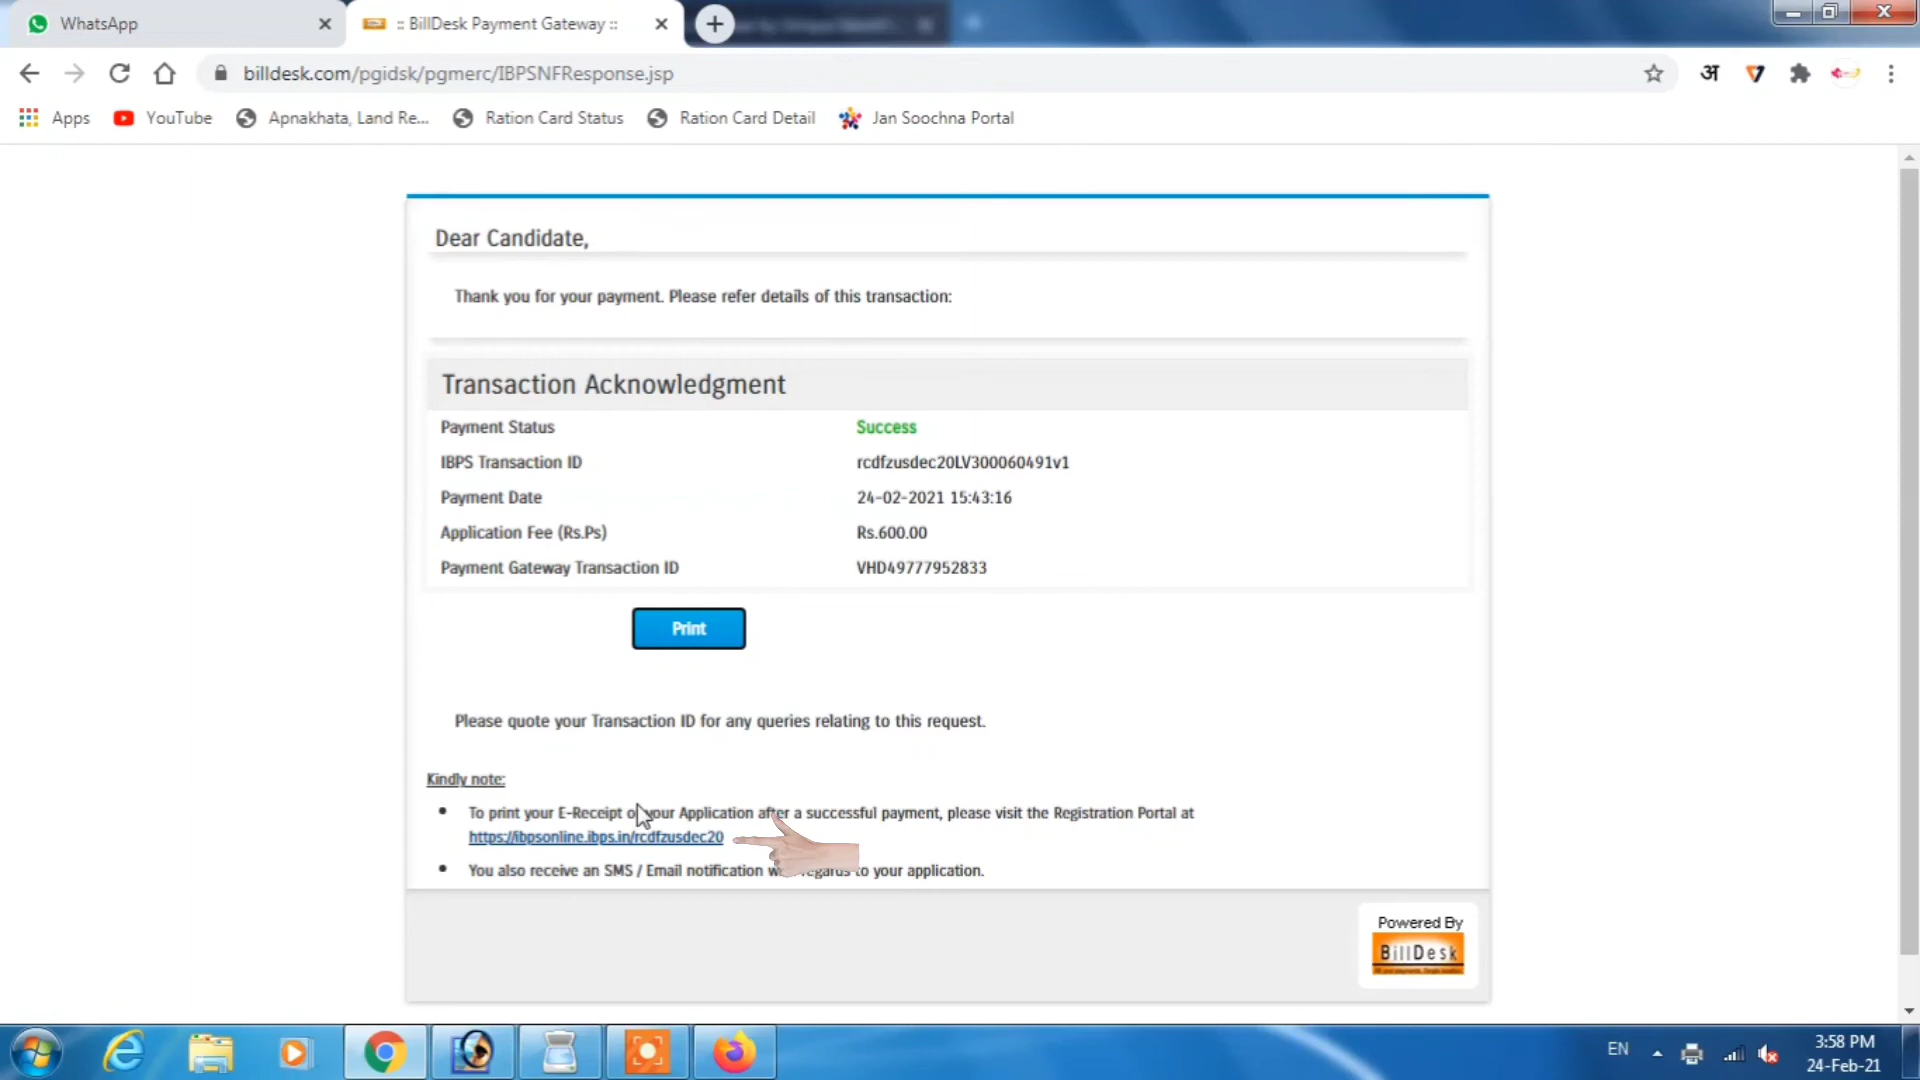 WhatsApp
:: BillDesk Payment Gateway ::
billdesk.com/pgidsk/pgmerc/IBPSNFResponse.jsp
अ
Apps
YouTube
Apnakhata, Land Re...
Ration Card Status
Ration Card Detail
Jan Soochna Portal
Dear Candidate,
Thank you for your payment. Please refer details of this transaction:
Transaction Acknowledgment
Payment Status Success
IBPS Transaction ID rcdfzusdec20LV300060491v1
Payment Date 24-02-2021 15:43:16
Application Fee (Rs.Ps) Rs.600.00
Payment Gateway Transaction ID VHD49777952833
Print
Please quote your Transaction ID for any queries relating to this request.
Kindly note:
To print your E-Receipt your Application after a successful payment, please visit the Registration Portal at
https://ibpsonline.ibps.in/rcdfzusdec20
You also receive an SMS / Email notification regards to your application.
Powered By
BillDesk
EN
3:58 PM
24-Feb-21